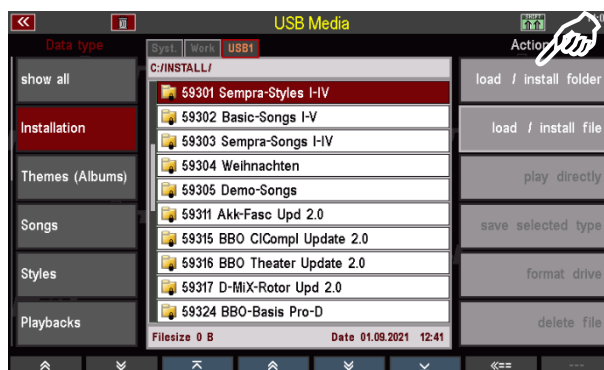 USB Media
SHIFT
Data type
Syst. Work USB1
Action
C:/INSTALL/
show all
Installation
Themes (Albums)
Songs
Styles
Playbacks
59301 Sempra-Styles I-IV
59302 Basic-Songs I-V
59303 Sempra-Songs I-IV
59304 Weihnachten
59305 Demo-Songs
59311 Akk-Fasc Upd 2.0
59315 BBO ClCompl Update 2.0
59316 BBO Theater Update 2.0
59317 D-MiX-Rotor Upd 2.0
59324 BBO-Basis Pro-D
Filesize 0 B Date 01.09.2021 12:41
load / install folder
load / install file
play directly
save selected type
format drive
delete file